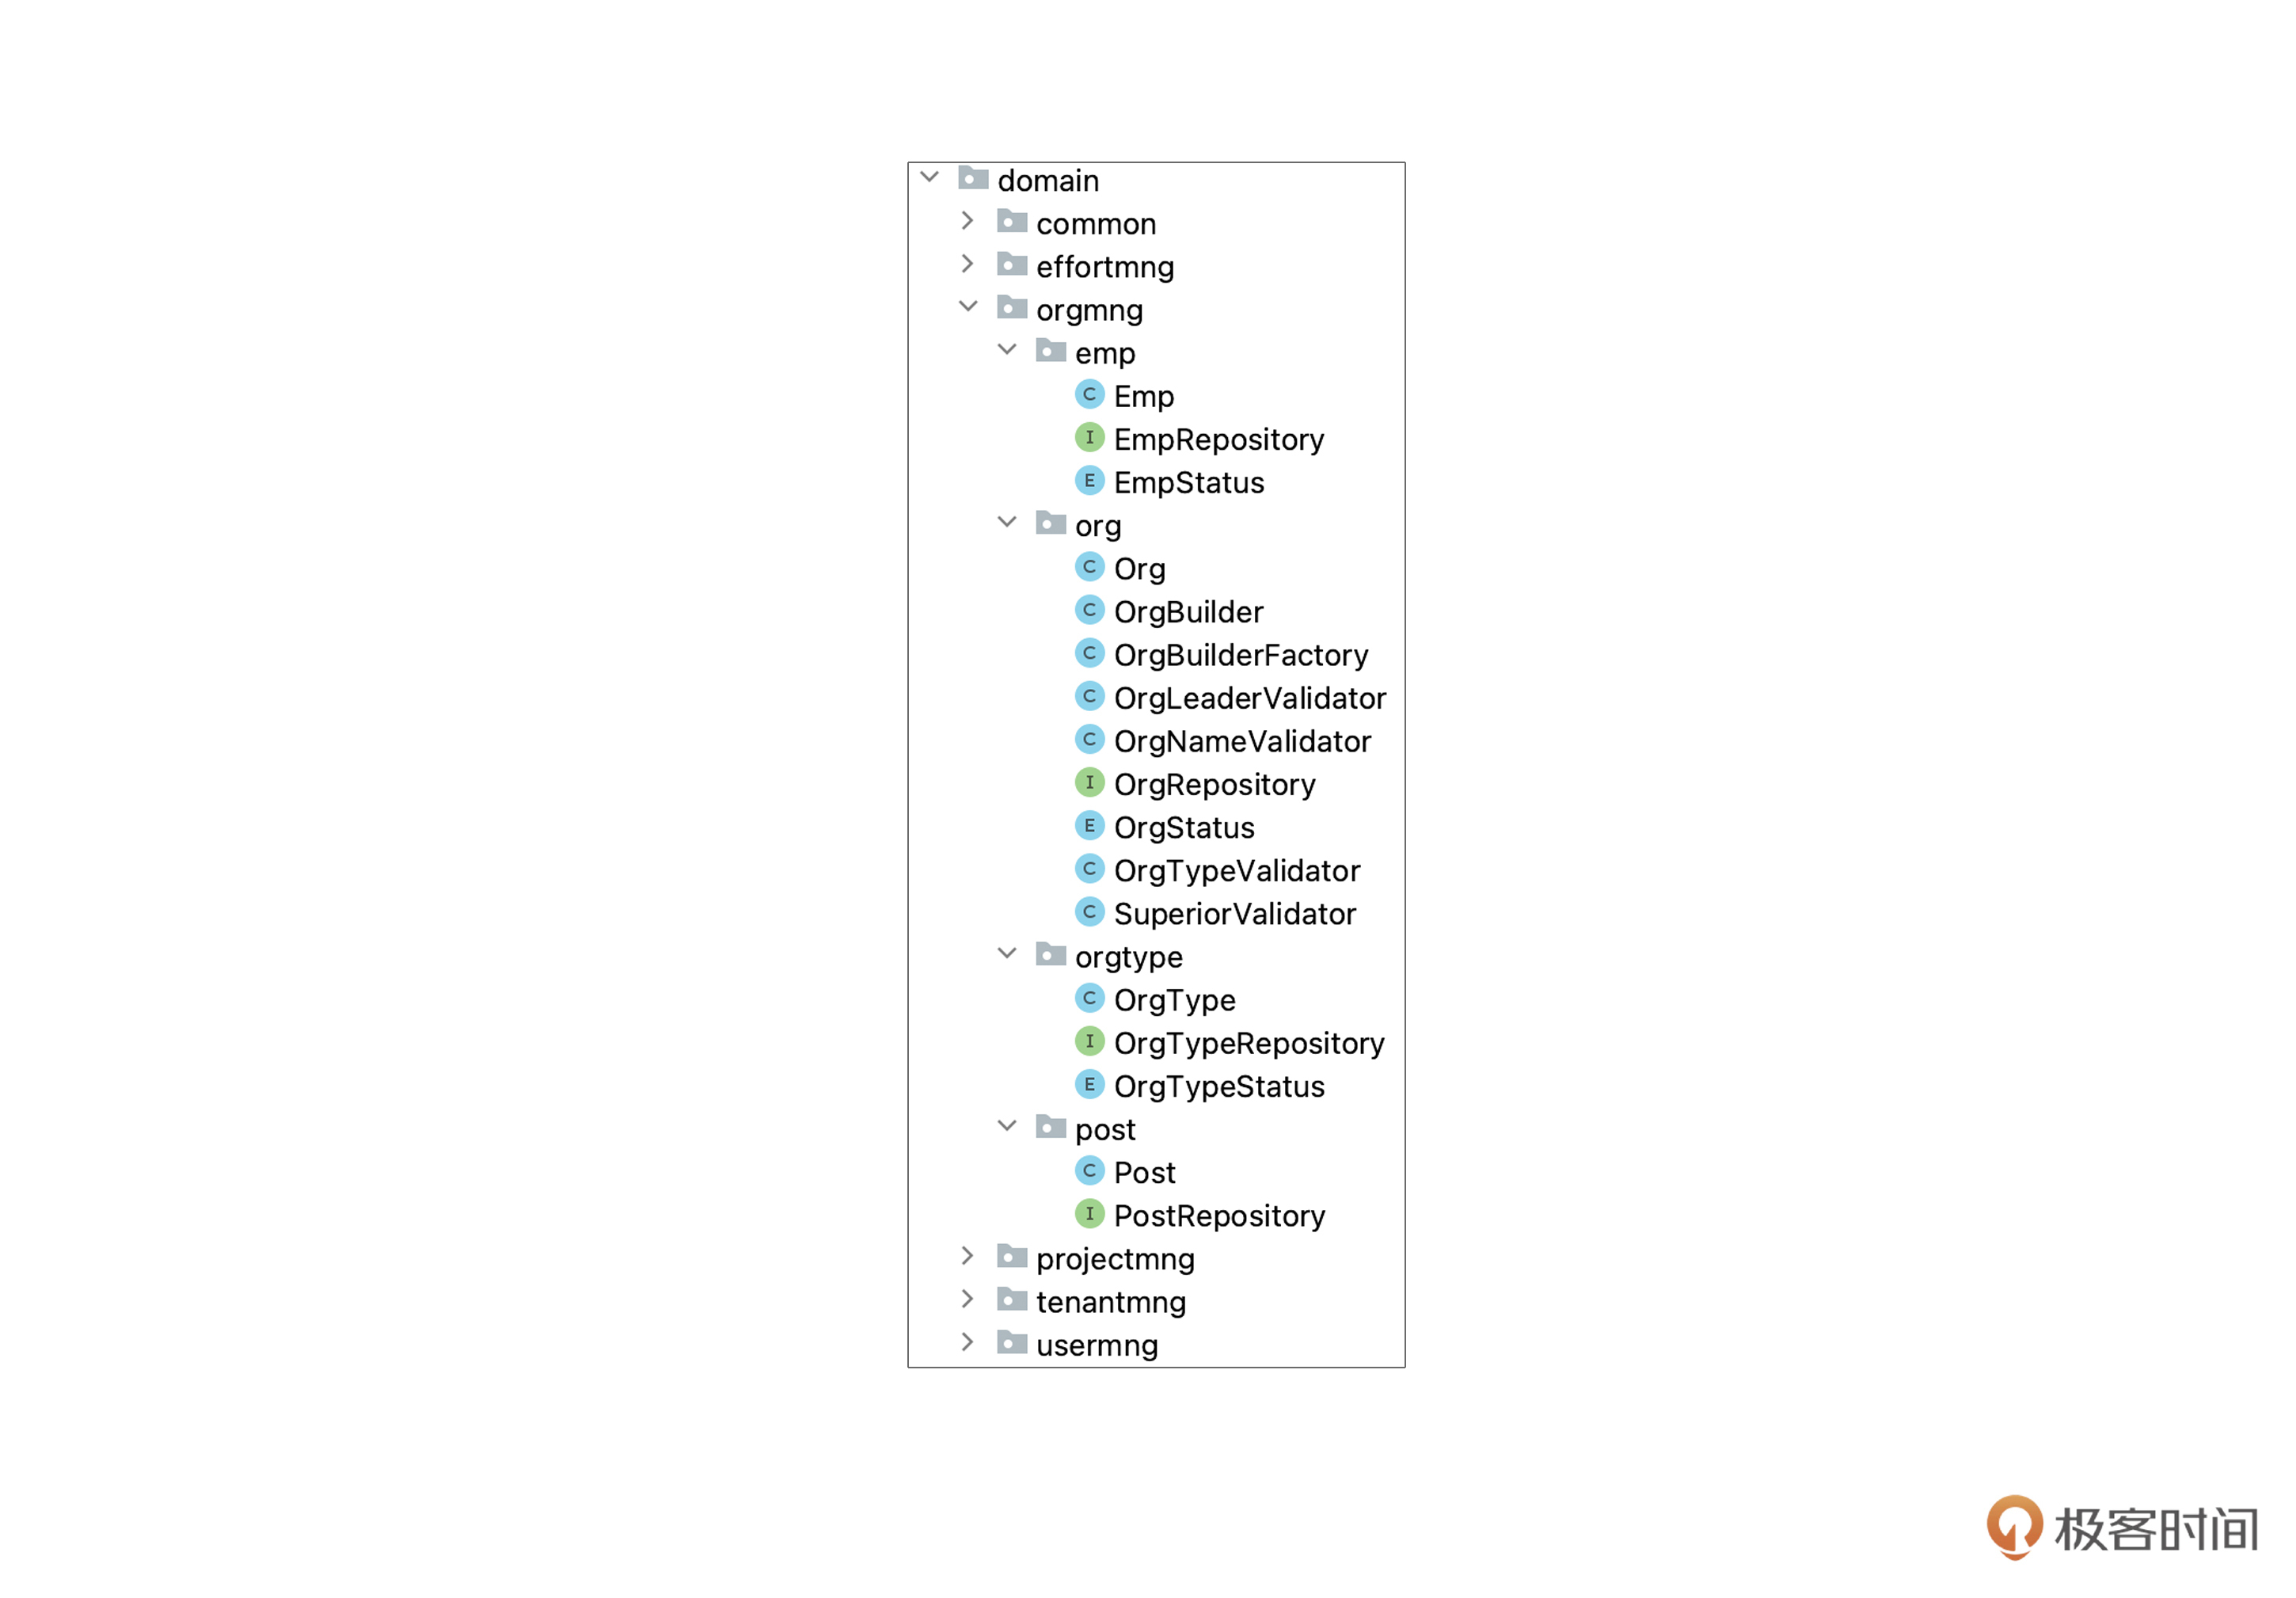 domain
common
effortmng
orgmng
emp
C Emp
I EmpRepository
E EmpStatus
org
C Org
C OrgBuilder
C OrgBuilderFactory
C OrgLeaderValidator
C OrgNameValidator
I OrgRepository
E OrgStatus
C OrgTypeValidator
C SuperiorValidator
orgtype
C OrgType
I OrgTypeRepository
E OrgTypeStatus
post
C Post
I PostRepository
projectmng
tenantmng
usermng
极客时间